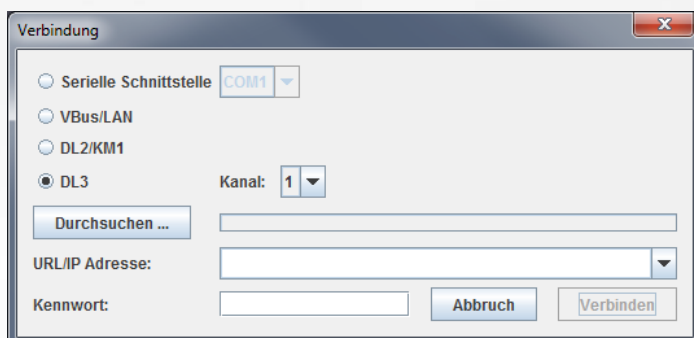 Verbindung
Serielle Schnittstelle COM1
VBus/LAN
DL2/KM1
DL3 Kanal: 1
Durchsuchen ...
URL/IP Adresse:
Kennwort: Abbruch Verbinden